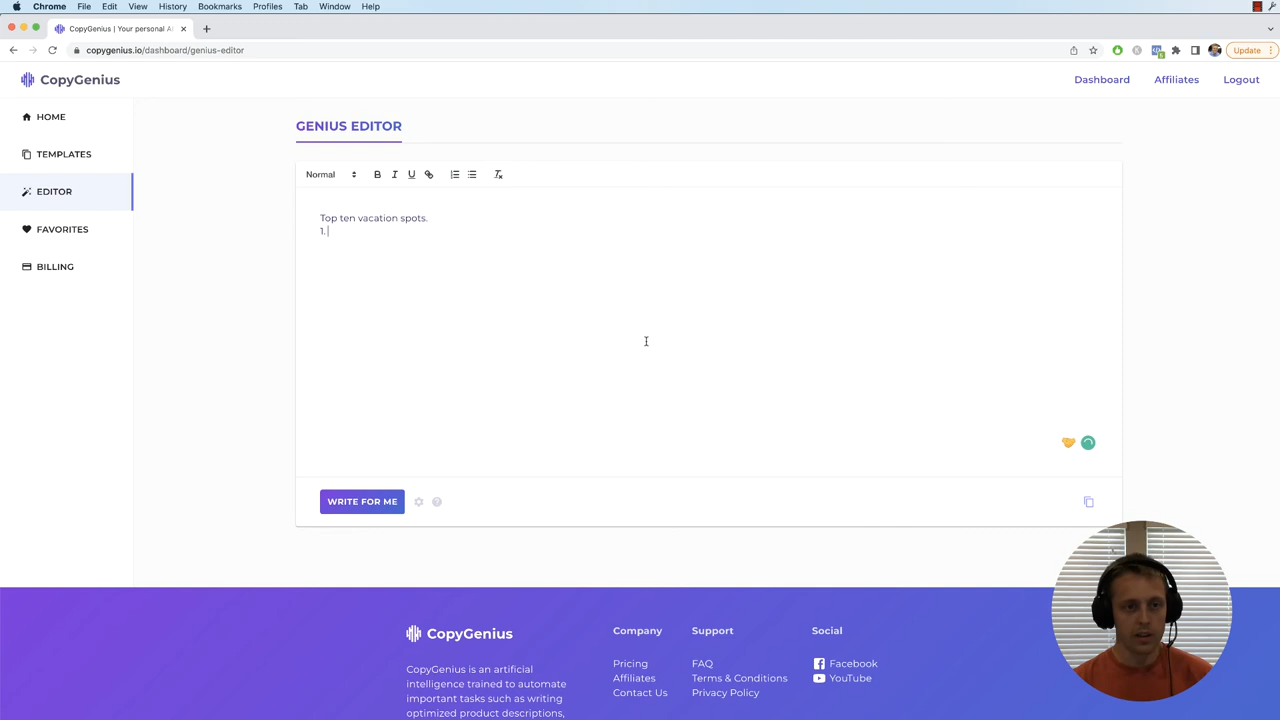 Chrome File Edit View History Bookmarks Profiles Tab Window Help
CopyGenius | Your personal A
copygenius.io/dashboard/genius-editor
Update
CopyGenius
Dashboard Affiliates Logout
HOME
TEMPLATES
EDITOR
FAVORITES
BILLING
GENIUS EDITOR
Normal B I U
Top ten vacation spots.
1.
WRITE FOR ME
CopyGenius
CopyGenius is an artificial
intelligence trained to automate
important tasks such as writing
optimized product descriptions,
Company
Pricing
Affiliates
Contact Us
Support
FAQ
Terms & Conditions
Privacy Policy
Social
Facebook
YouTube